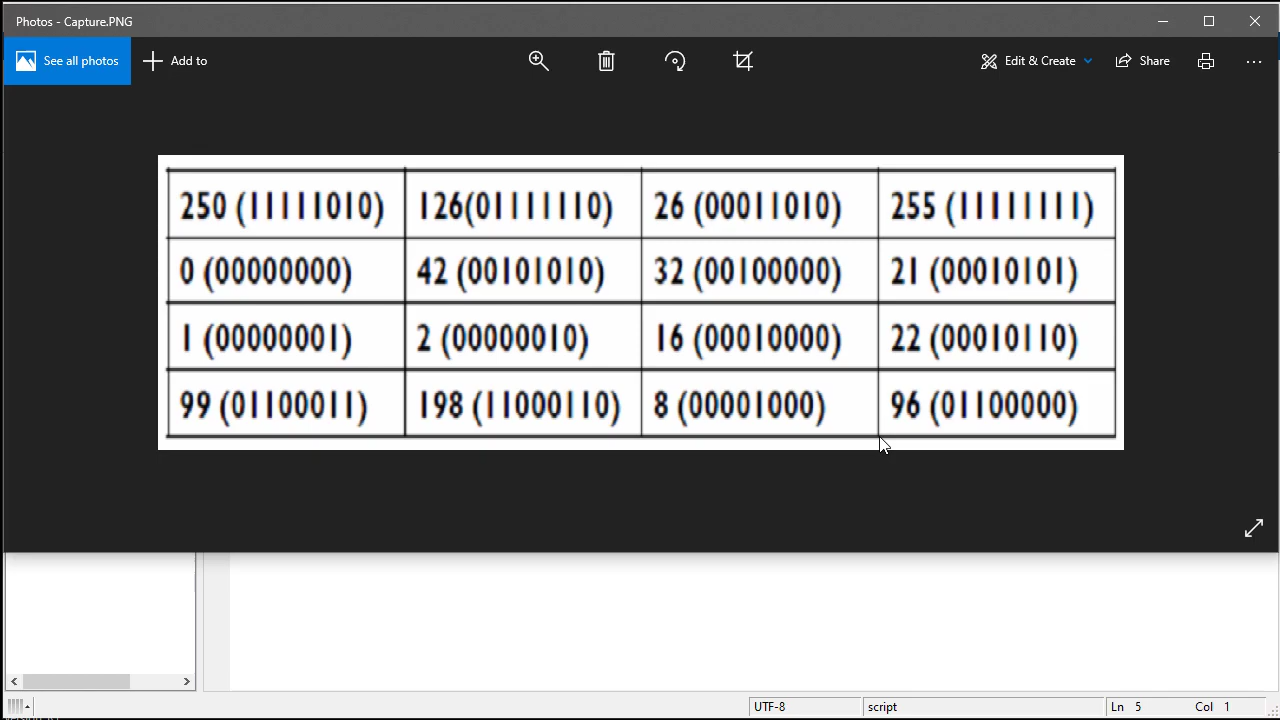 Photos - Capture.PNG
See all photos Add to Edit & Create Share
250 (11111010) 126(01111110) 26 (00011010) 255 (11111111)
0 (00000000) 42 (00101010) 32 (00100000) 21 (00010101)
1 (00000001) 2 (00000010) 16 (00010000) 22 (00010110)
99 (01100011) 198 (11000110) 8 (00001000) 96 (01100000)
UTF-8 script Ln 5 Col 1